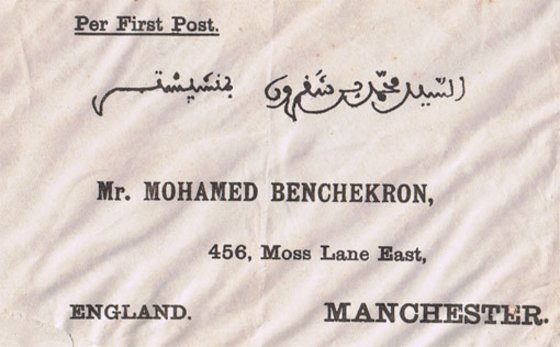 Per First Post.
السيد محمد بن شقرون بمنشيستر
Mr. MOHAMED BENCHEKRON,
456, Moss Lane East,
ENGLAND. MANCHESTER.